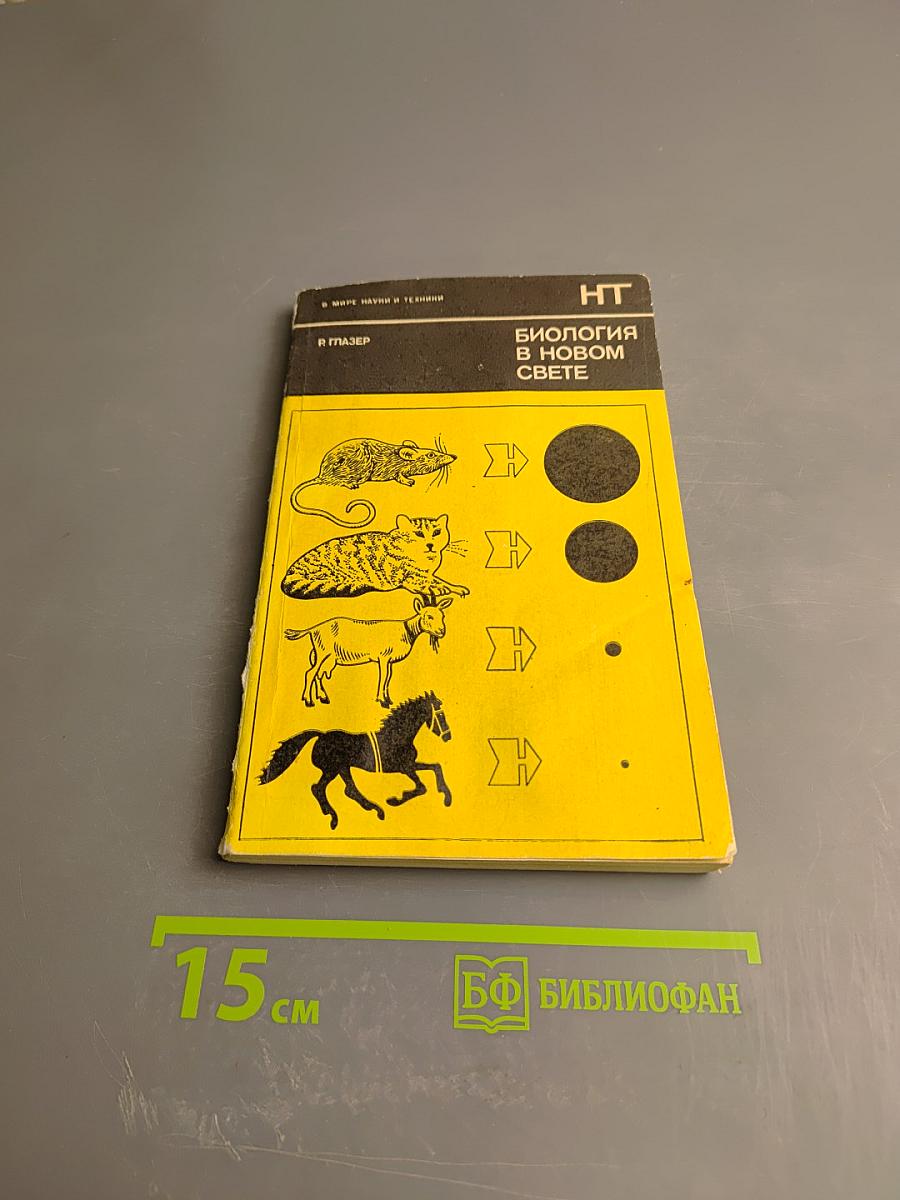 В МИРЕ НАУКИ И ТЕХНИКИ
НТ
Р. ГЛАЗЕР
БИОЛОГИЯ
В НОВОМ
СВЕТЕ
15 см
БФ БИБЛИОФАН